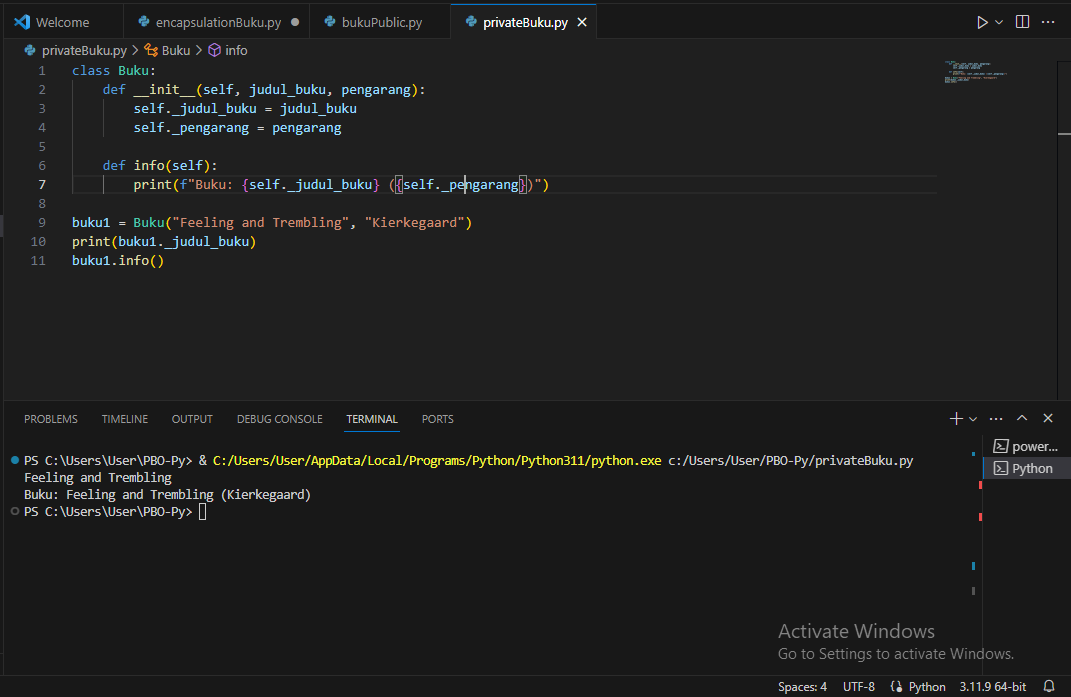 Welcome encapsulationBuku.py bukuPublic.py privateBuku.py
privateBuku.py > Buku > info
1 class Buku:
2 def __init__(self, judul_buku, pengarang):
3 self._judul_buku = judul_buku
4 self._pengarang = pengarang
5
6 def info(self):
7 print(f"Buku: {self._judul_buku} ({self._pengarang})")
8
9 buku1 = Buku("Feeling and Trembling", "Kierkegaard")
10 print(buku1._judul_buku)
11 buku1.info()
PROBLEMS TIMELINE OUTPUT DEBUG CONSOLE TERMINAL PORTS
PS C:\Users\User\PBO-Py> & C:/Users/User/AppData/Local/Programs/Python/Python311/python.exe c:/Users/User/PBO-Py/privateBuku.py
Feeling and Trembling
Buku: Feeling and Trembling (Kierkegaard)
PS C:\Users\User\PBO-Py>
power...
Python
Activate Windows
Go to Settings to activate Windows.
Spaces: 4 UTF-8 Python 3.11.9 64-bit